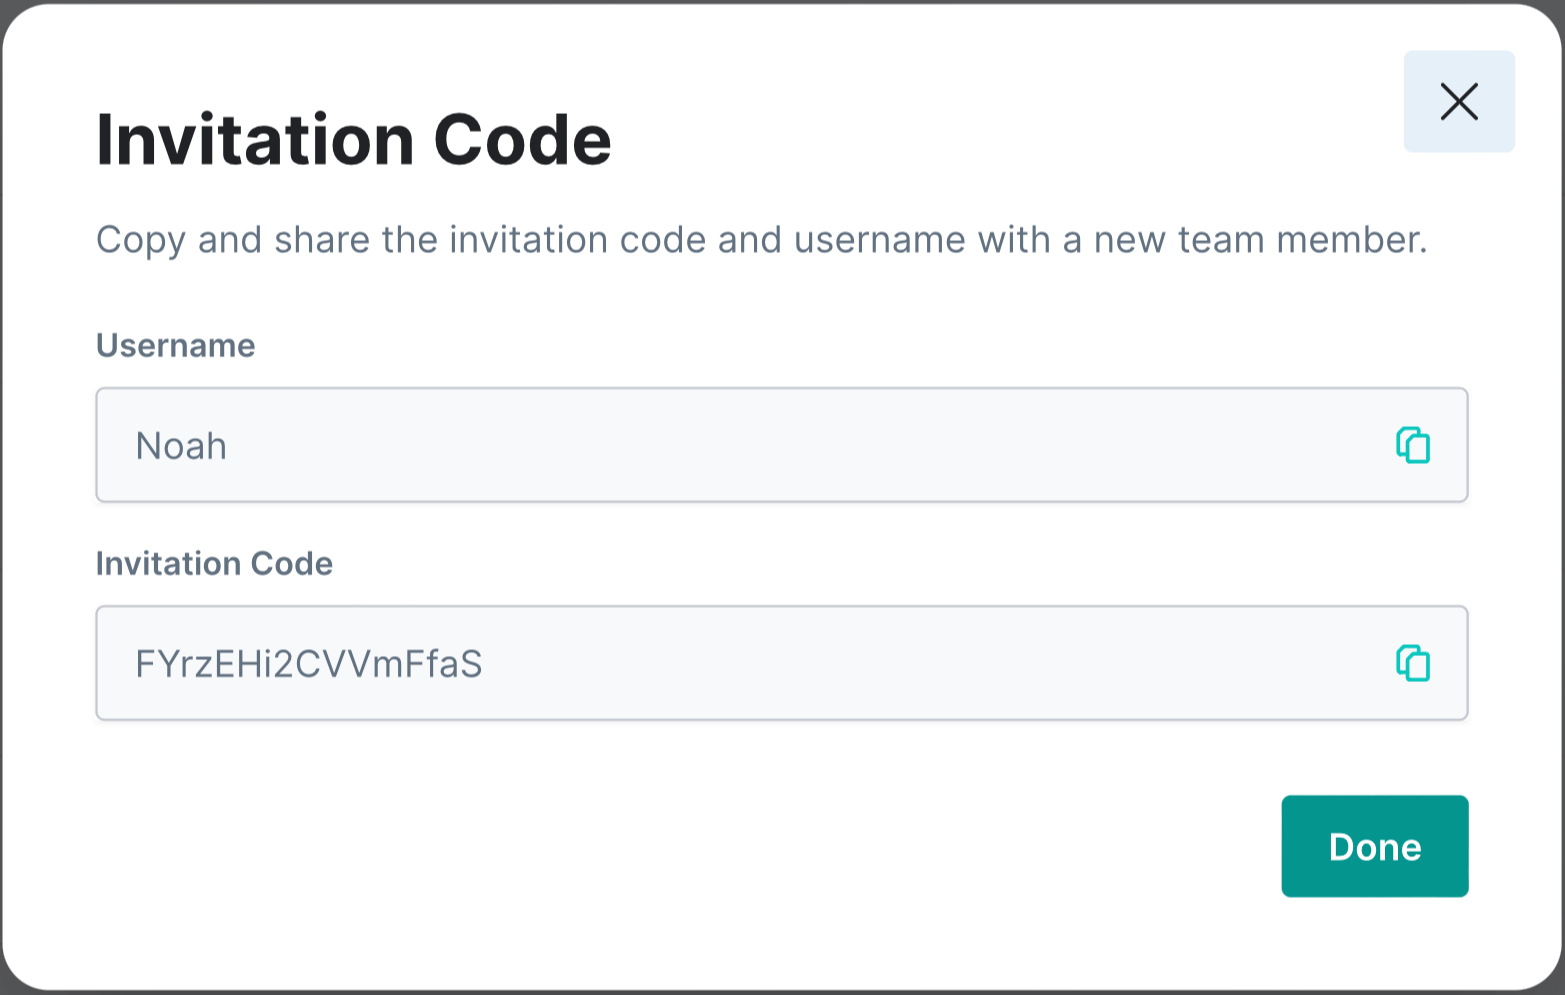 Invitation Code
Copy and share the invitation code and username with a new team member.
Username
Noah
Invitation Code
FYrzEHi2CVVmFfaS
Done